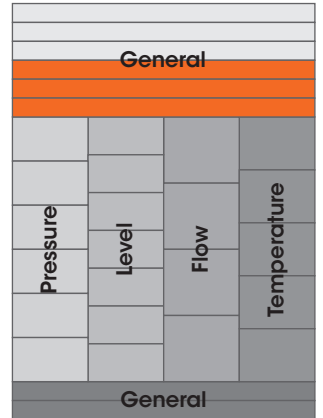 General
Pressure
Level
Flow
Temperature
General